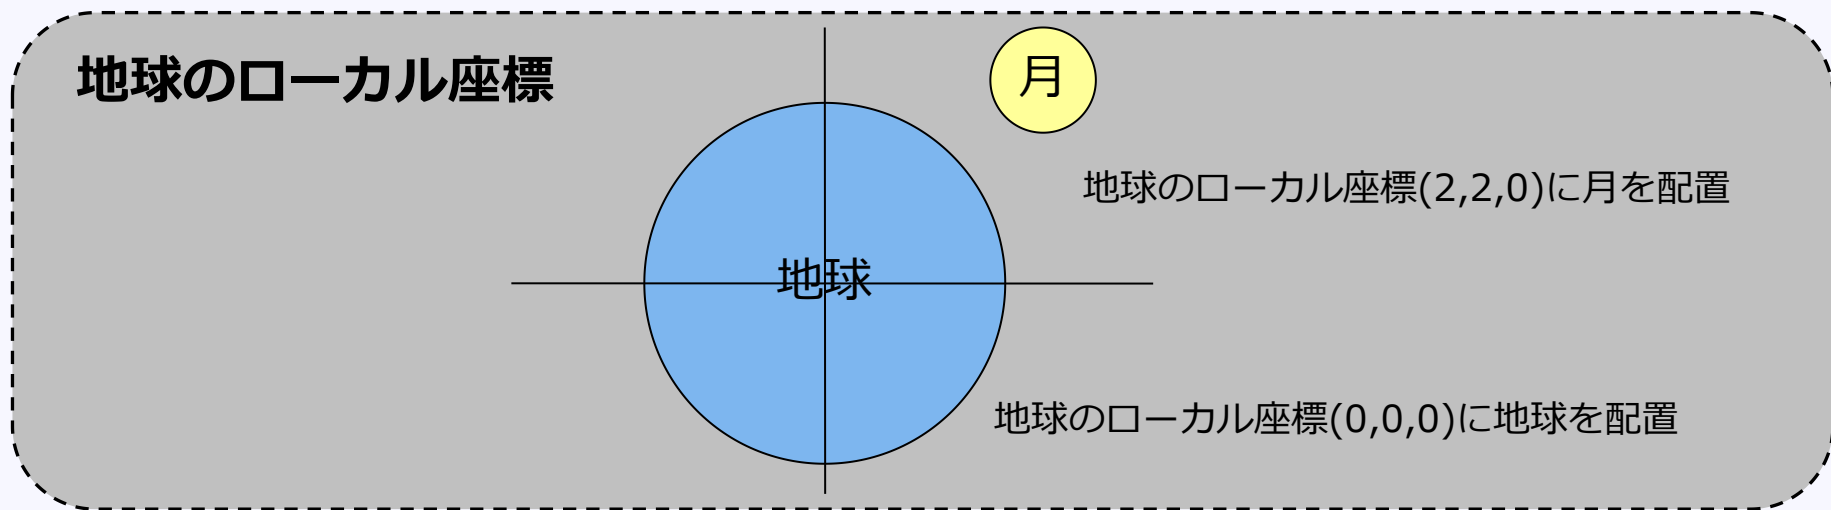 地球のローカル座標
月
地球のローカル座標(2,2,0)に月を配置
地球
地球のローカル座標(0,0,0)に地球を配置